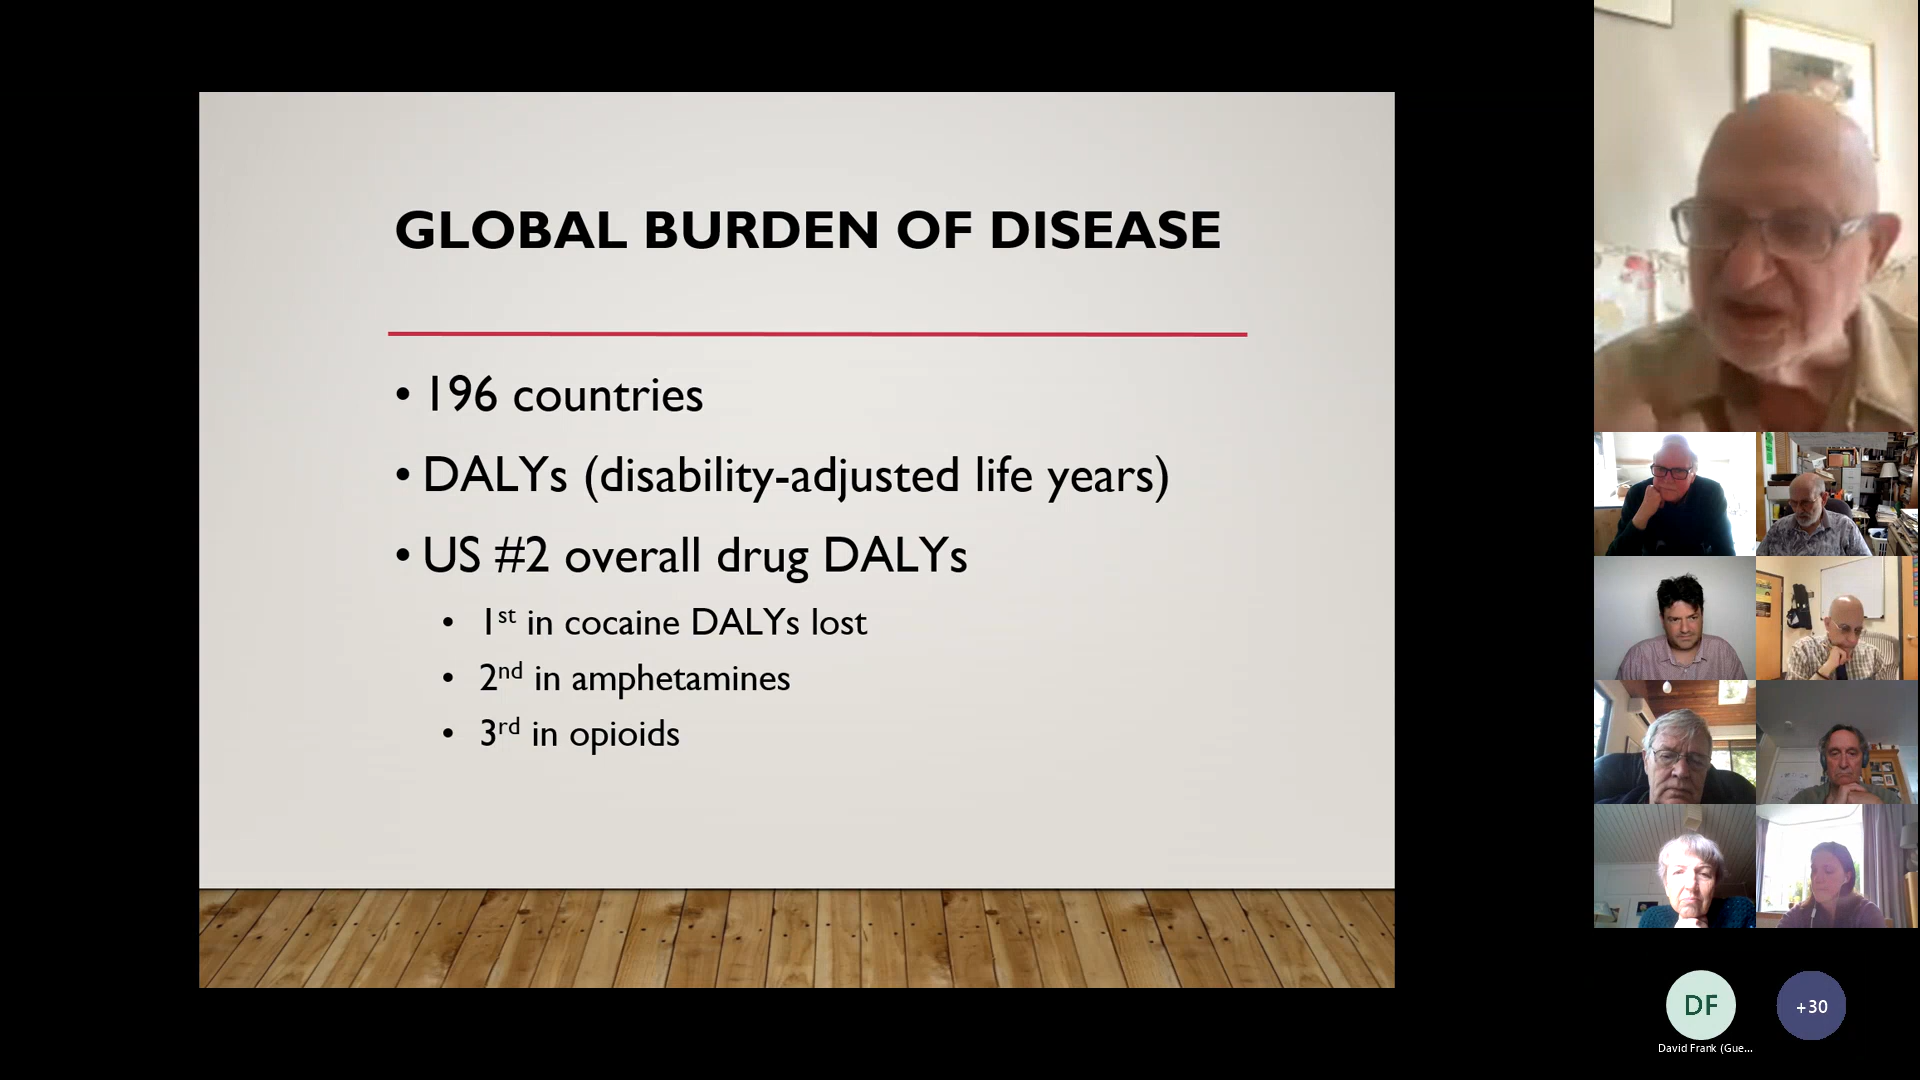 GLOBAL BURDEN OF DISEASE
• 196 countries
• DALYs (disability-adjusted life years)
• US #2 overall drug DALYs
• 1st in cocaine DALYs lost
• 2nd in amphetamines
• 3rd in opioids
DF
+30
David Frank (Gue...